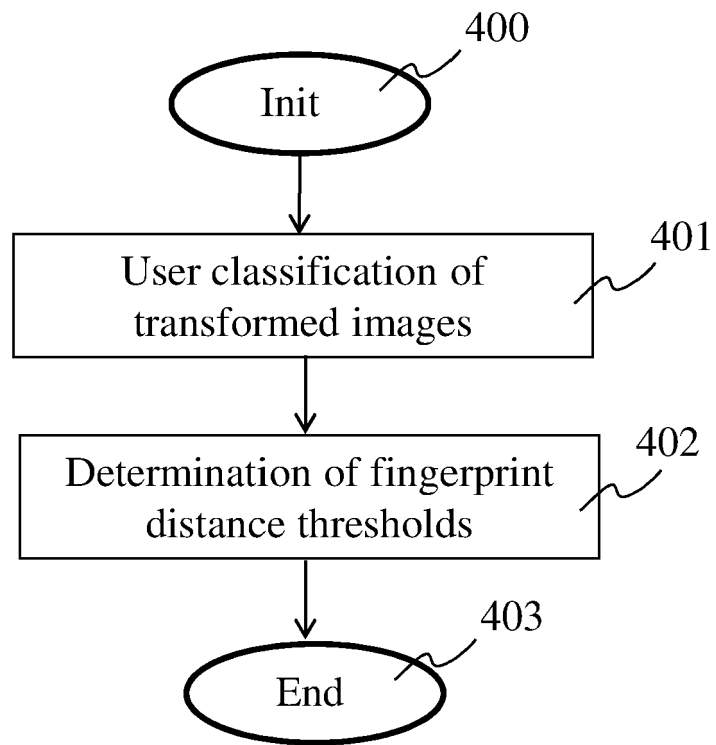 400
Init
401
User classification of
transformed images
402
Determination of fingerprint
distance thresholds
403
End